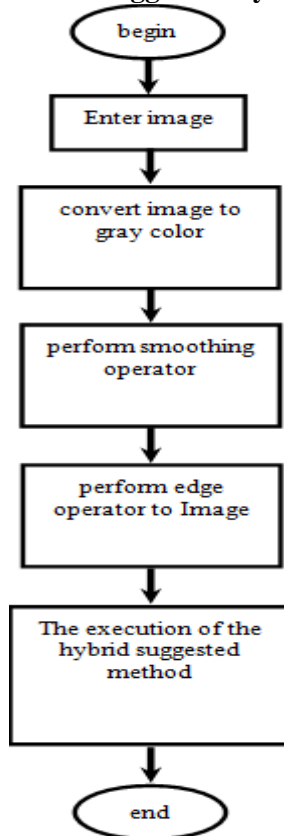 begin
Enter image
convert image to
gray color
perform smoothing
operator
perform edge
operator to Image
The execution of the
hybrid suggested
method
end